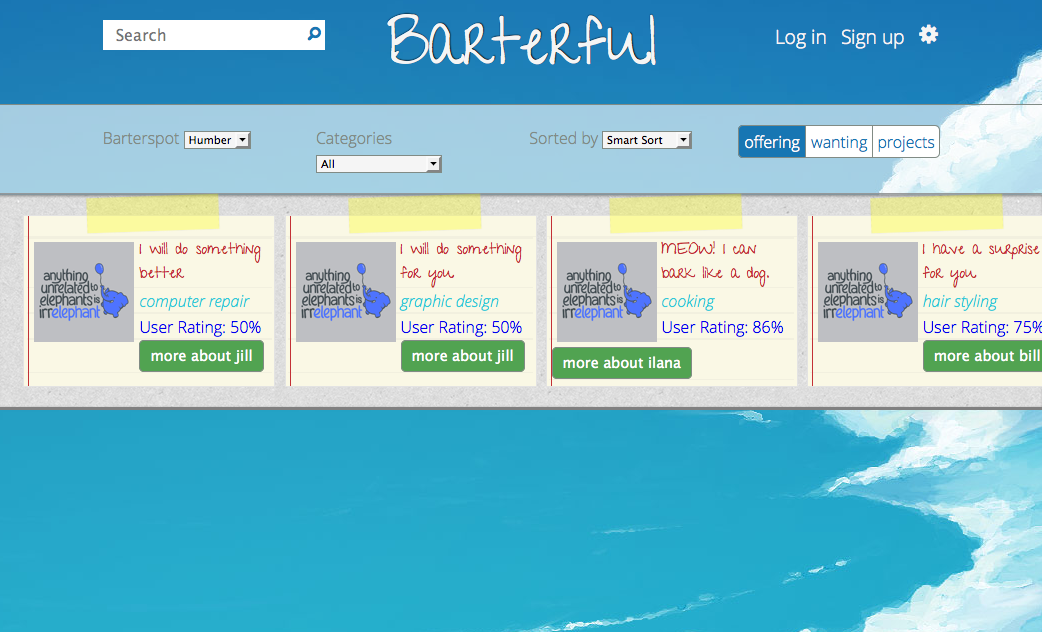 Search
Barterful
Log in Sign up
Barterspot Humber
Categories
All
Sorted by Smart Sort
offering wanting projects
anything
unrelated to
elephants is
irrelephant
I will do something
better
computer repair
User Rating: 50%
more about jill
anything
unrelated to
elephants is
irrelephant
I will do something
for you
graphic design
User Rating: 50%
more about jill
anything
unrelated to
elephants is
irrelephant
MEOW! I can
bark like a dog.
cooking
User Rating: 86%
more about ilana
anything
unrelated to
elephants is
irrelephant
I have a surprise
for you
hair styling
User Rating: 75%
more about bill